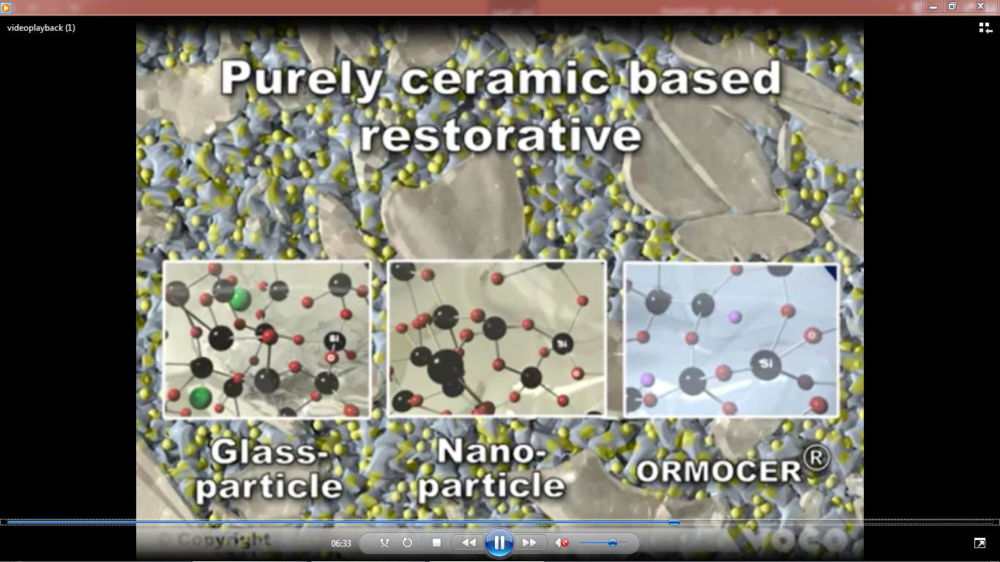 videoplayback (1)
Purely ceramic based
restorative
Si
O
Si
O
Si
O
Glass-
particle
Nano-
particle
ORMOCER®
© Copyright
voco
06:33